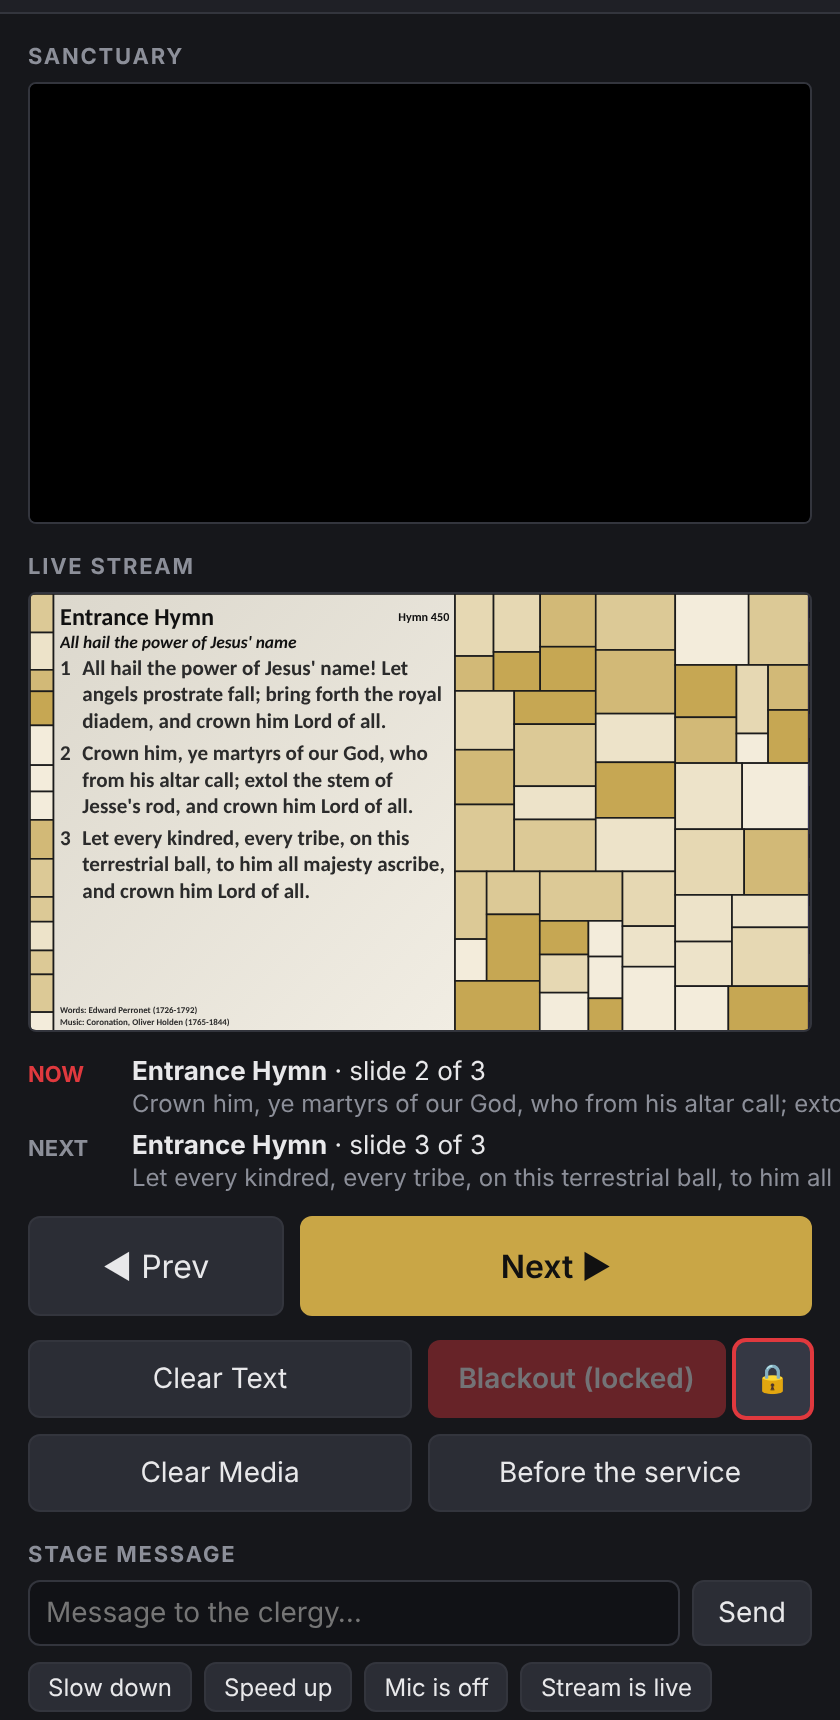 SANCTUARY
LIVE STREAM
Entrance Hymn Hymn 450
All hail the power of Jesus' name
1 All hail the power of Jesus' name! Let
angels prostrate fall; bring forth the royal
diadem, and crown him Lord of all.
2 Crown him, ye martyrs of our God, who
from his altar call; extol the stem of
Jesse's rod, and crown him Lord of all.
3 Let every kindred, every tribe, on this
terrestrial ball, to him all majesty ascribe,
and crown him Lord of all.
Words: Edward Perronet (1726-1792)
Music: Coronation, Oliver Holden (1765-1844)
NOW Entrance Hymn · slide 2 of 3
Crown him, ye martyrs of our God, who from his altar call; exto
NEXT Entrance Hymn · slide 3 of 3
Let every kindred, every tribe, on this terrestrial ball, to him all
◀ Prev Next ▶
Clear Text Blackout (locked) 🔒
Clear Media Before the service
STAGE MESSAGE
Message to the clergy... Send
Slow down Speed up Mic is off Stream is live